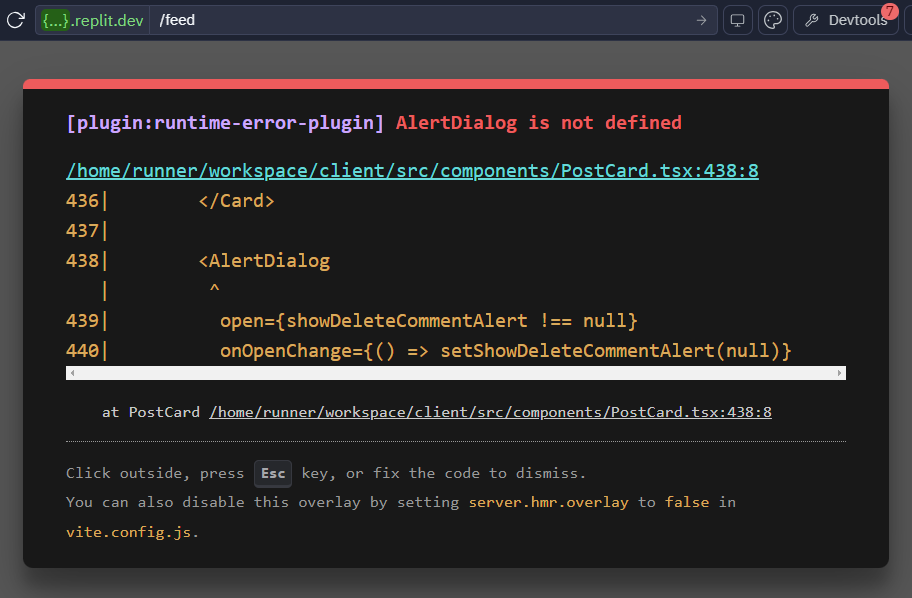 {...}.replit.dev /feed → Devtools 7
[plugin:runtime-error-plugin] AlertDialog is not defined
/home/runner/workspace/client/src/components/PostCard.tsx:438:8
436|         </Card>
437|
438|         <AlertDialog
   |          ^
439|           open={showDeleteCommentAlert !== null}
440|           onOpenChange={() => setShowDeleteCommentAlert(null)}
at PostCard /home/runner/workspace/client/src/components/PostCard.tsx:438:8
Click outside, press Esc key, or fix the code to dismiss.
You can also disable this overlay by setting server.hmr.overlay to false in
vite.config.js.